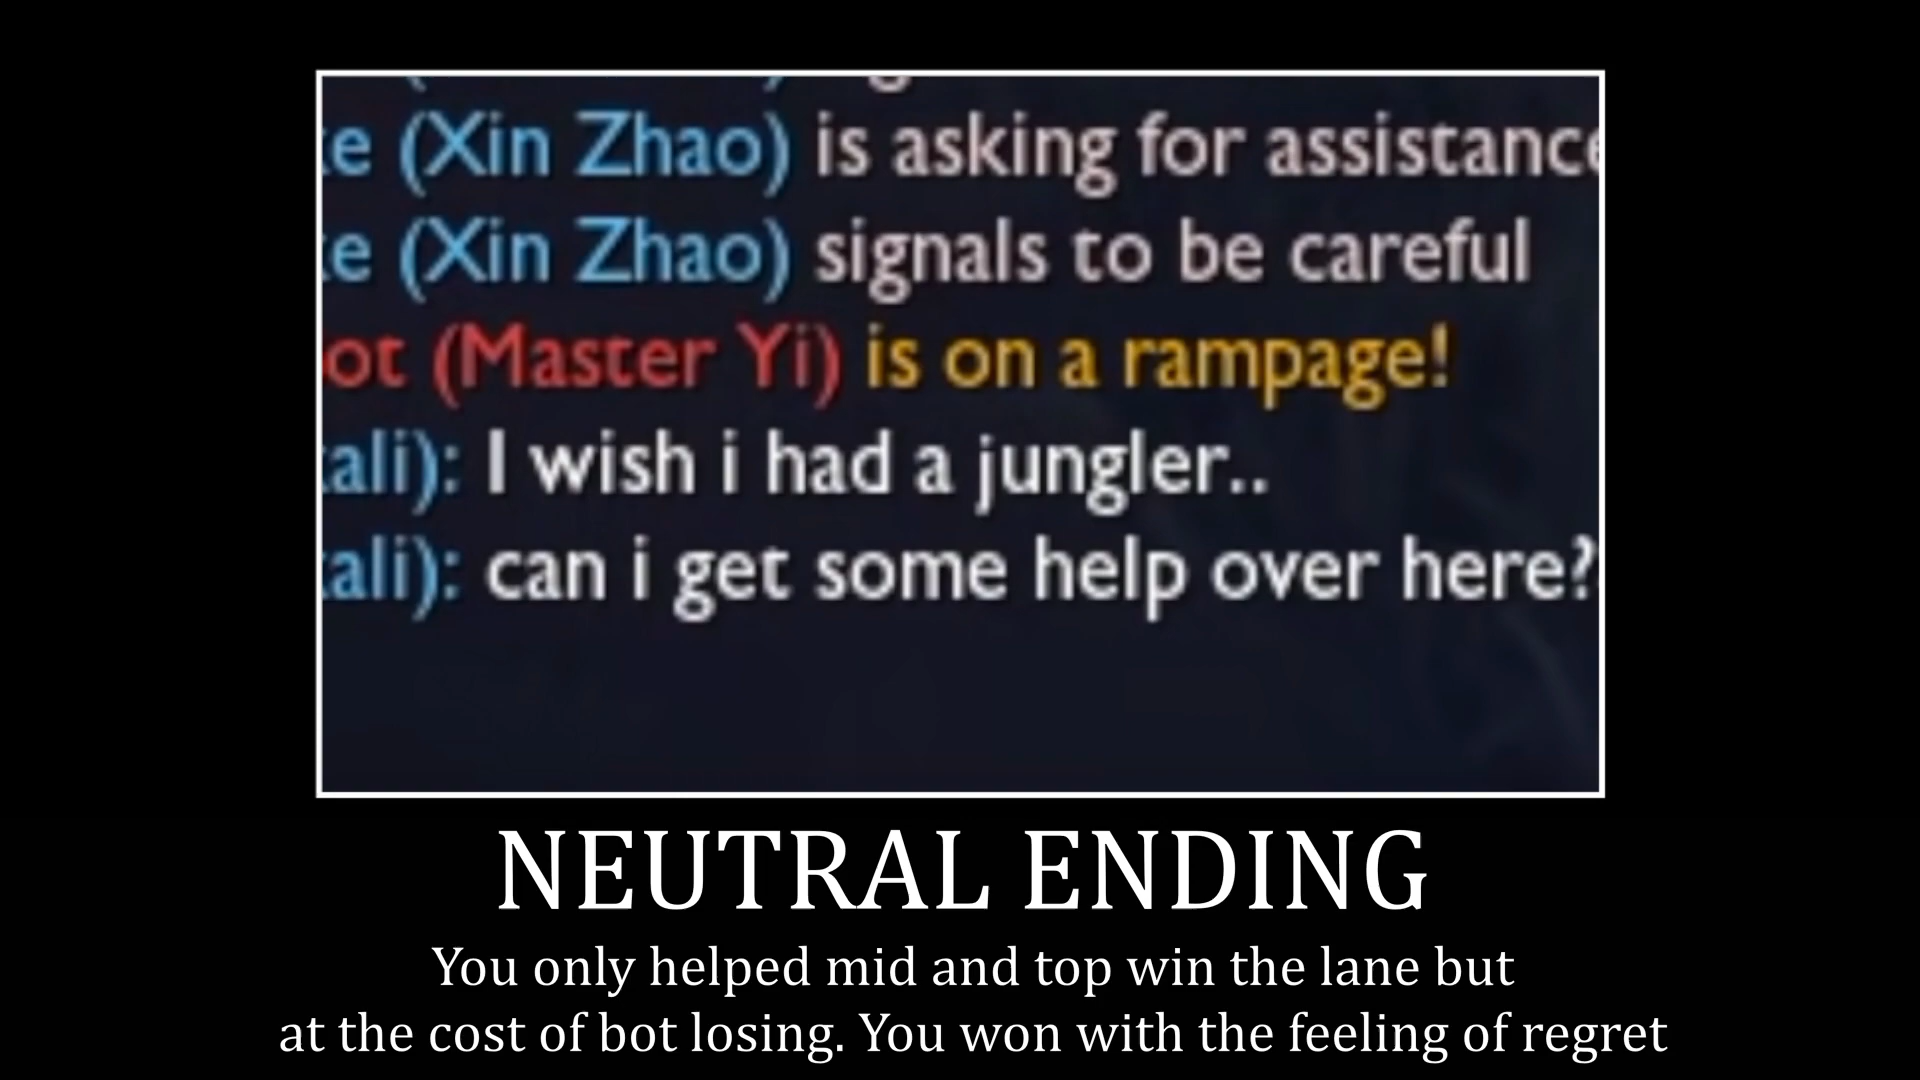 e (Xin Zhao) is asking for assistance
e (Xin Zhao) signals to be careful
ot (Master Yi) is on a rampage!
ali): I wish i had a jungler..
ali): can i get some help over here?
NEUTRAL ENDING
You only helped mid and top win the lane but
at the cost of bot losing. You won with the feeling of regret